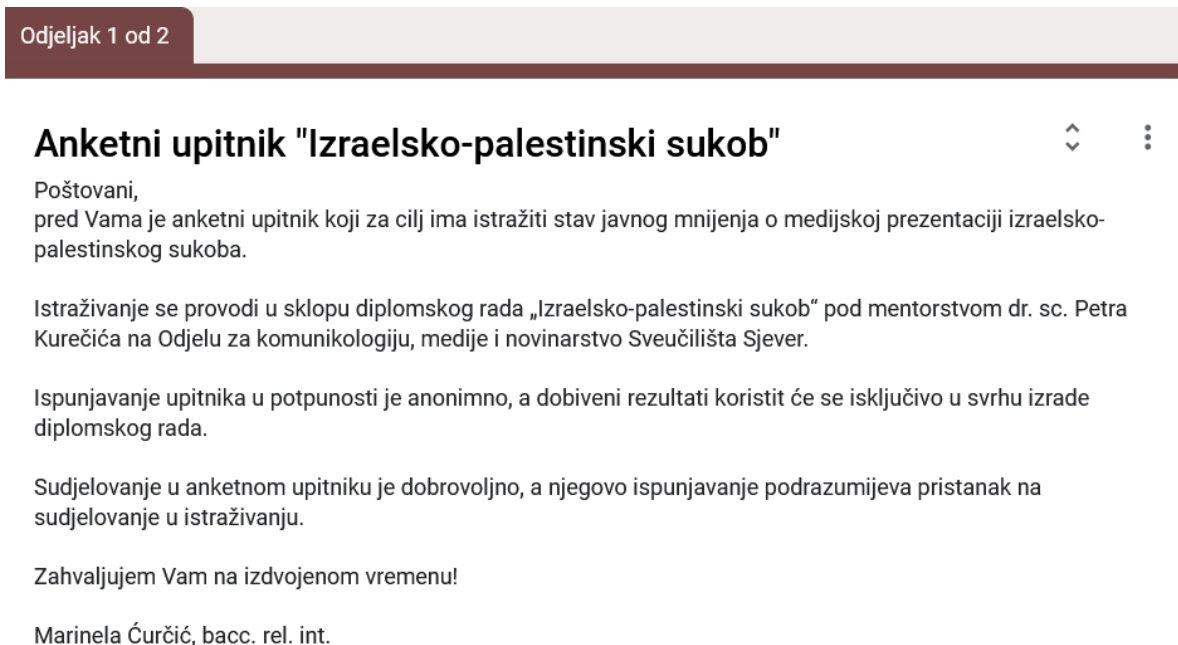 Odjeljak 1 od 2
Anketni upitnik "Izraelsko-palestinski sukob"
Poštovani,
pred Vama je anketni upitnik koji za cilj ima istražiti stav javnog mnijenja o medijskoj prezentaciji izraelsko-
palestinskog sukoba.
Istraživanje se provodi u sklopu diplomskog rada „Izraelsko-palestinski sukob“ pod mentorstvom dr. sc. Petra
Kurečića na Odjelu za komunikologiju, medije i novinarstvo Sveučilišta Sjever.
Ispunjavanje upitnika u potpunosti je anonimno, a dobiveni rezultati koristit će se isključivo u svrhu izrade
diplomskog rada.
Sudjelovanje u anketnom upitniku je dobrovoljno, a njegovo ispunjavanje podrazumijeva pristanak na
sudjelovanje u istraživanju.
Zahvaljujem Vam na izdvojenom vremenu!
Marinela Ćurčić, bacc. rel. int.